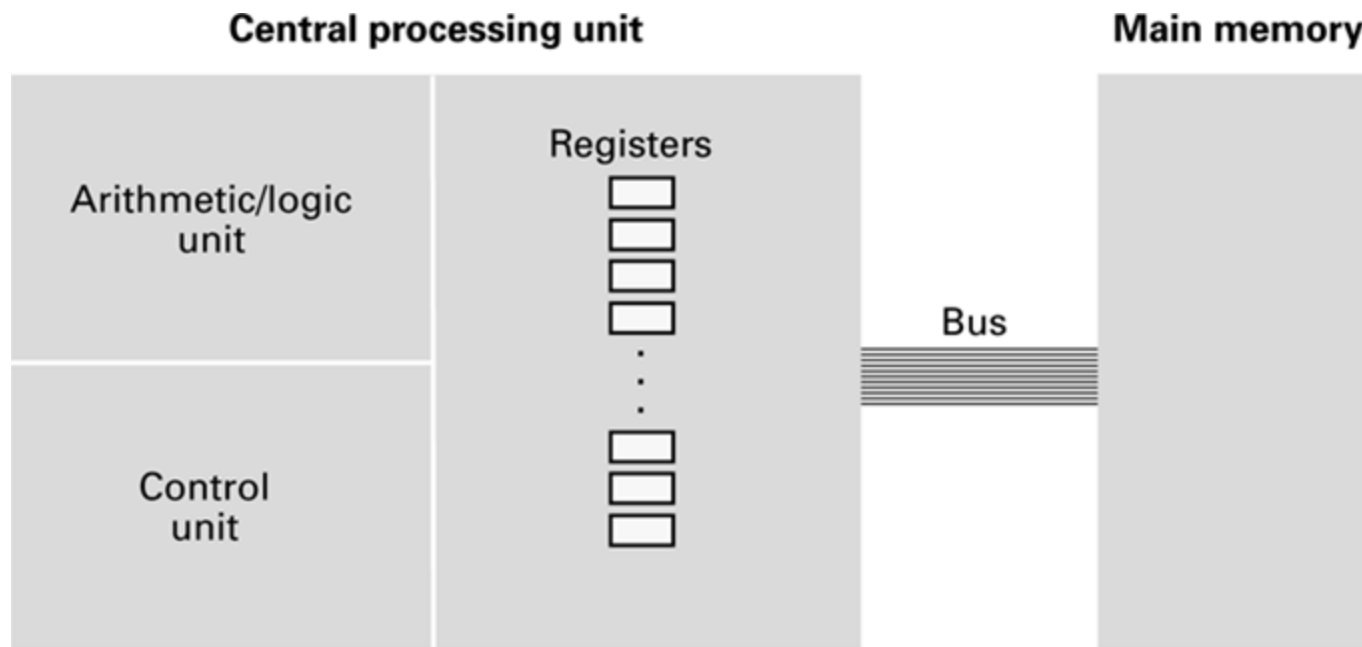 Central processing unit
Main memory
Registers
Arithmetic/logic
unit
Bus
Control
unit